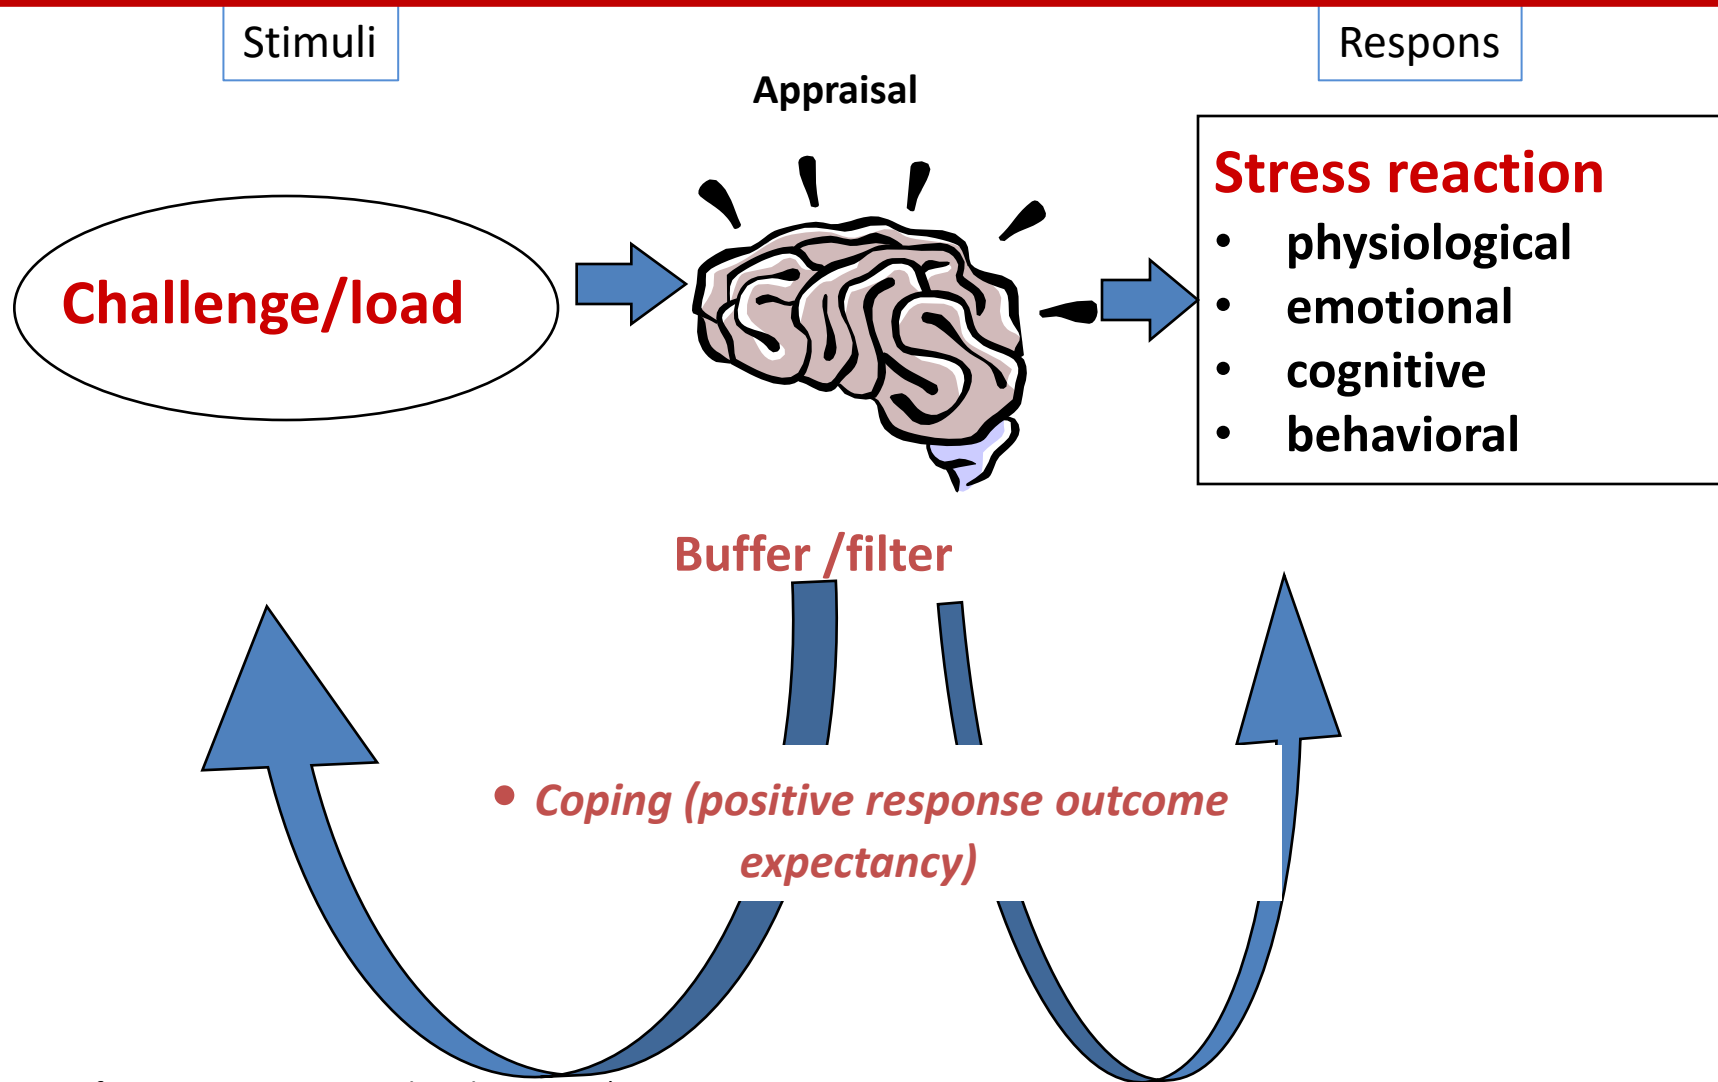 Stimuli
Respons
Appraisal
Challenge/load
Stress reaction
• physiological
• emotional
• cognitive
• behavioral
Buffer /filter
• Coping (positive response outcome
expectancy)